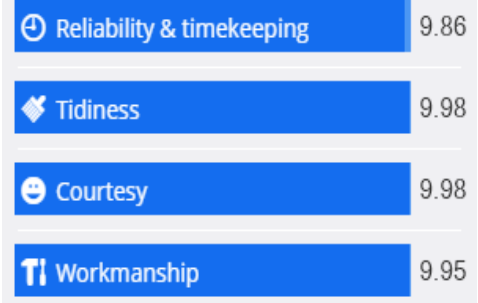 Reliability & timekeeping 9.86
Tidiness 9.98
Courtesy 9.98
Workmanship 9.95